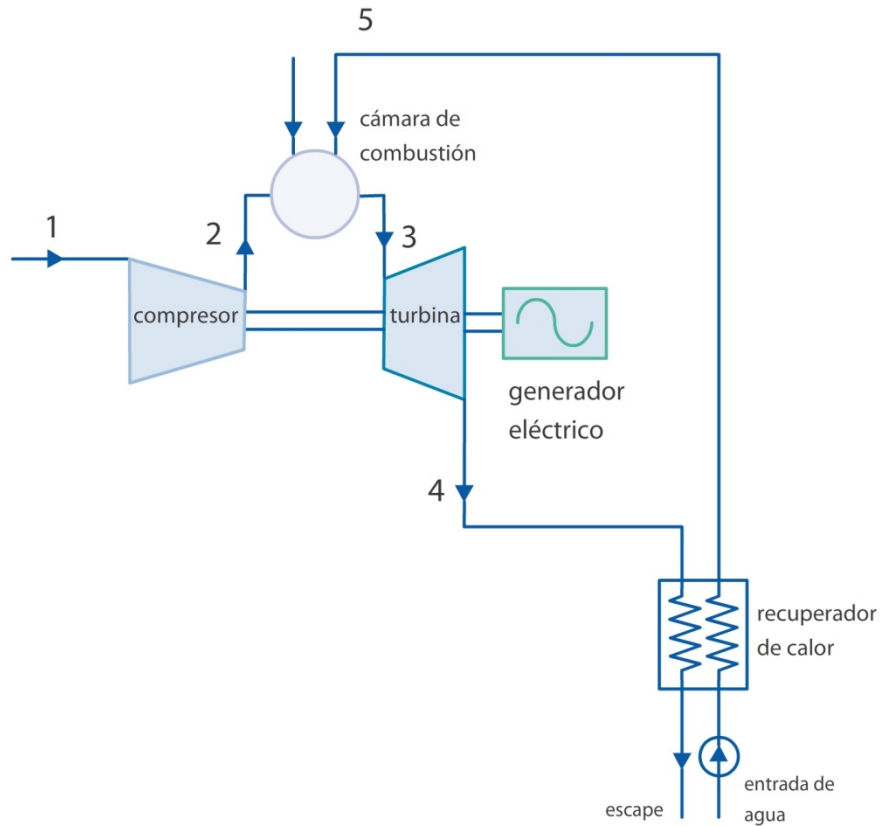 5
cámara de
combustión
1
2
3
compresor
turbina
generador
eléctrico
4
recuperador
de calor
entrada de
agua
escape